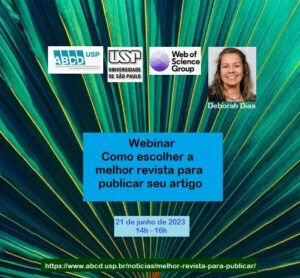 ABCD USP
USP
UNIVERSIDADE
DE SÃO PAULO
Web of
Science
Group
Deborah Dias
Webinar
Como escolher a
melhor revista para
publicar seu artigo
21 de junho de 2023
14h - 16h
https://www.abcd.usp.br/noticias/melhor-revista-para-publicar/